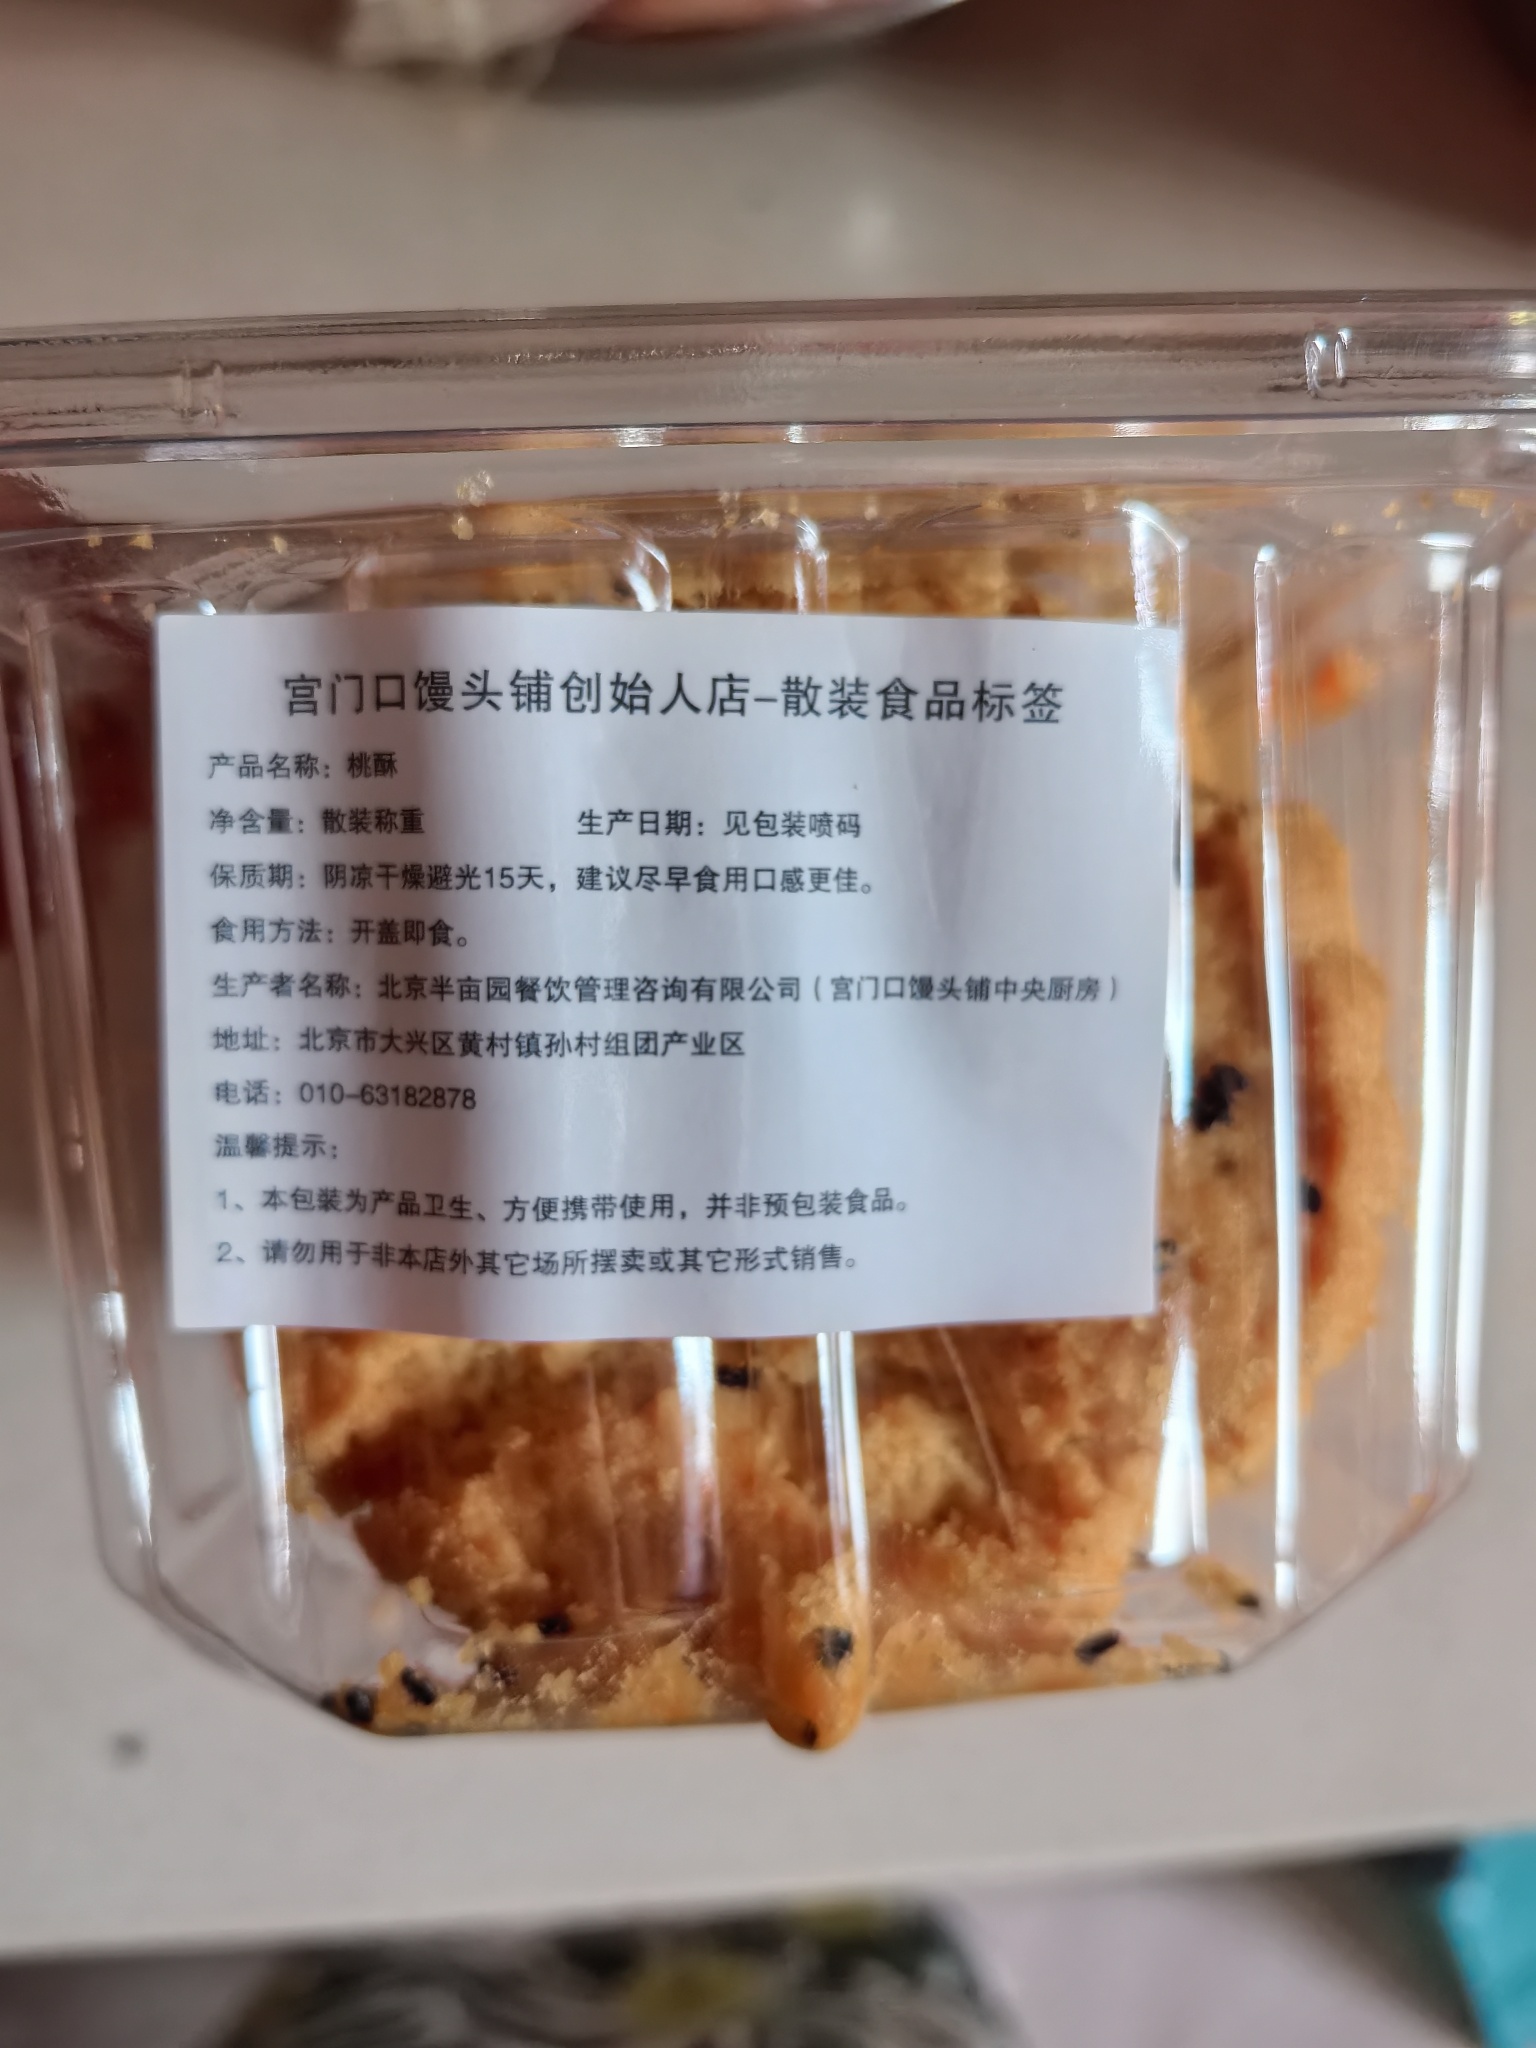 宫门口馒头铺创始人店-散装食品标签
产品名称：桃酥
净含量：散装称重 生产日期：见包装喷码
保质期：阴凉干燥避光15天，建议尽早食用口感更佳。
食用方法：开盖即食。
生产者名称：北京半亩园餐饮管理咨询有限公司（宫门口馒头铺中央厨房）
地址：北京市大兴区黄村镇孙村组团产业区
电话：010-63182878
温馨提示：
1、本包装为产品卫生、方便携带使用，并非预包装食品。
2、请勿用于非本店外其它场所摆卖或其它形式销售。